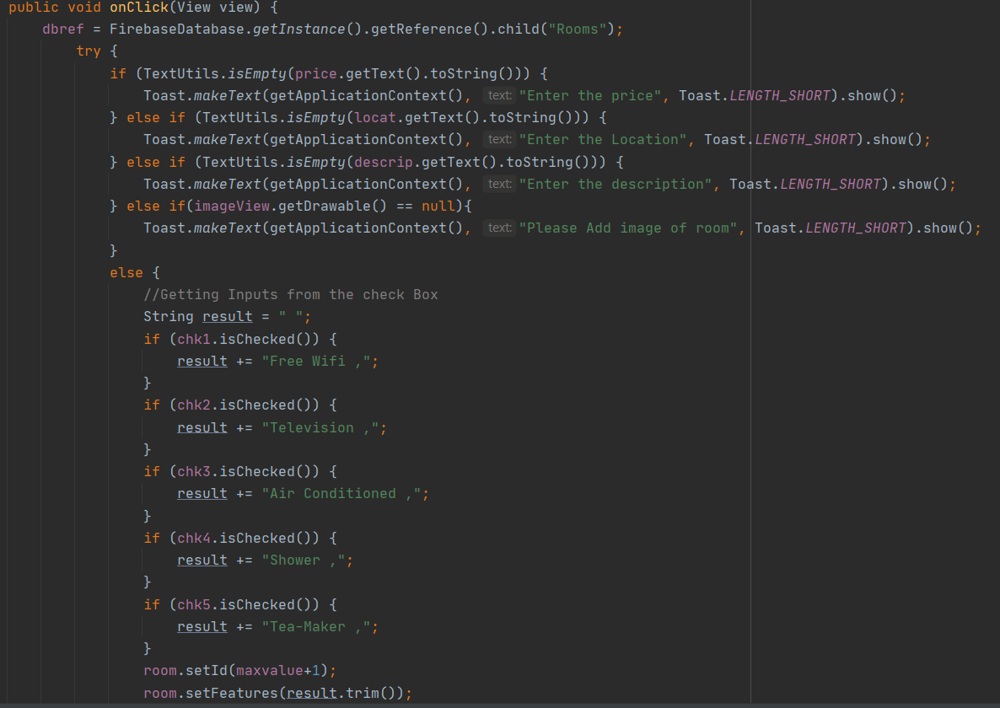 public void onClick(View view) {
    dbref = FirebaseDatabase.getInstance().getReference().child("Rooms");
        try {
            if (TextUtils.isEmpty(price.getText().toString())) {
                Toast.makeText(getApplicationContext(), text: "Enter the price", Toast.LENGTH_SHORT).show();
            } else if (TextUtils.isEmpty(locat.getText().toString())) {
                Toast.makeText(getApplicationContext(), text: "Enter the Location", Toast.LENGTH_SHORT).show();
            } else if (TextUtils.isEmpty(descrip.getText().toString())) {
                Toast.makeText(getApplicationContext(), text: "Enter the description", Toast.LENGTH_SHORT).show();
            } else if(imageView.getDrawable() == null){
                Toast.makeText(getApplicationContext(), text: "Please Add image of room", Toast.LENGTH_SHORT).show();
            }
            else {
                //Getting Inputs from the check Box
                String result = " ";
                if (chk1.isChecked()) {
                    result += "Free Wifi ,";
                }
                if (chk2.isChecked()) {
                    result += "Television ,";
                }
                if (chk3.isChecked()) {
                    result += "Air Conditioned ,";
                }
                if (chk4.isChecked()) {
                    result += "Shower ,";
                }
                if (chk5.isChecked()) {
                    result += "Tea-Maker ,";
                }
                room.setId(maxvalue+1);
                room.setFeatures(result.trim());